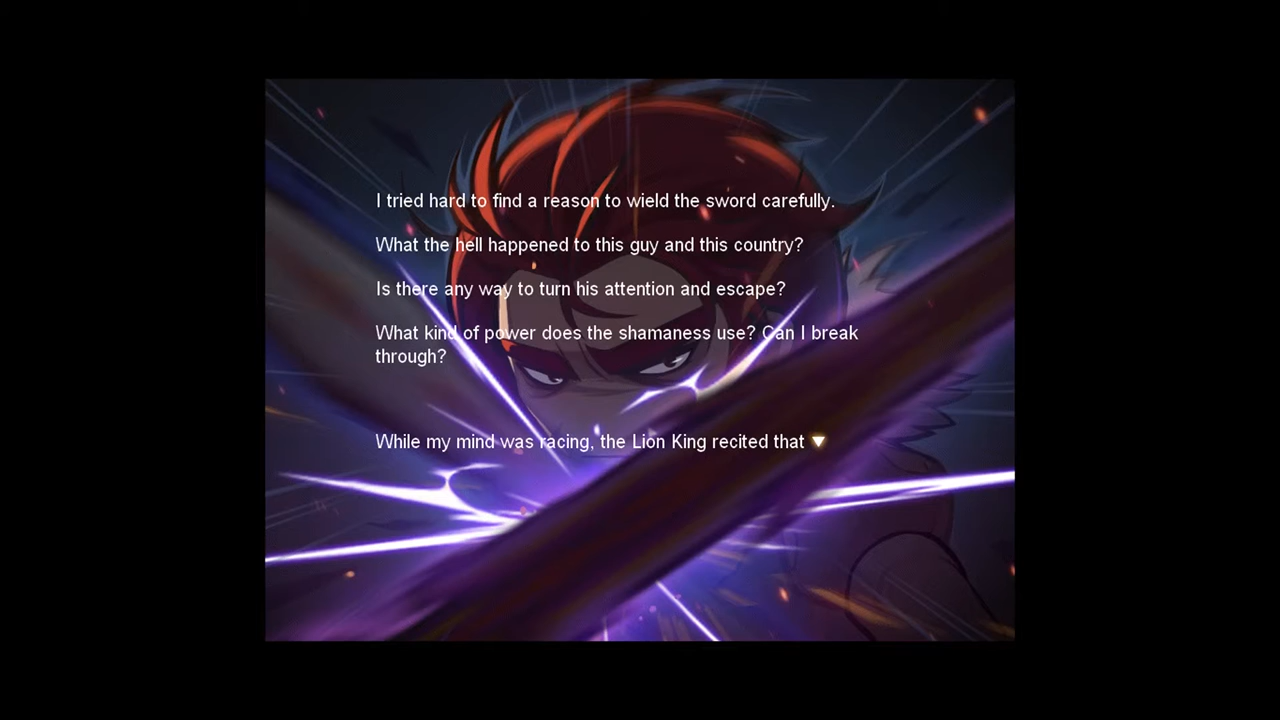 I tried hard to find a reason to wield the sword carefully.
What the hell happened to this guy and this country?
Is there any way to turn his attention and escape?
What kind of power does the shamaness use? Can I break
through?
While my mind was racing, the Lion King recited that